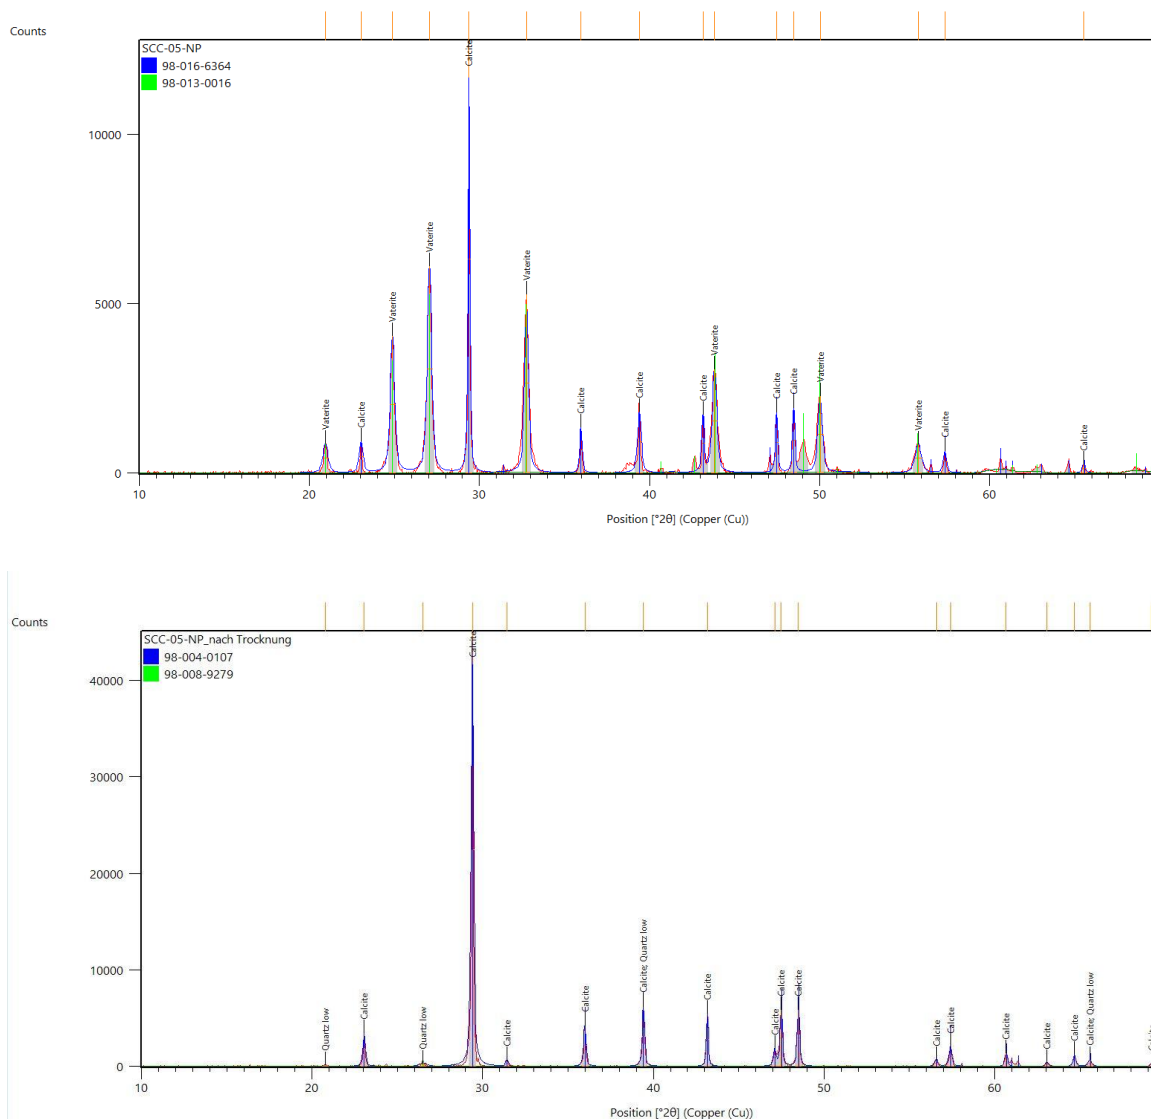 Counts
SCC-05-NP
98-016-6364
98-013-0016
10000
5000
0
Vaterite
Calcite
Vaterite
Vaterite
Calcite
Vaterite
Calcite
Calcite
Calcite
Vaterite
Calcite
Calcite
Vaterite
Vaterite
Calcite
Calcite
10
20
30
40
50
60
Position [°2θ] (Copper (Cu))
Counts
SCC-05-NP_nach Trocknung
98-004-0107
98-008-9279
40000
30000
20000
10000
0
Quartz low
Calcite
Quartz low
Calcite
Calcite
Calcite
Calcite; Quartz low
Calcite
Calcite
Calcite
Calcite
Calcite
Calcite
Calcite
Calcite
Calcite
Calcite; Quartz low
Calcite
10
20
30
40
50
60
Position [°2θ] (Copper (Cu))